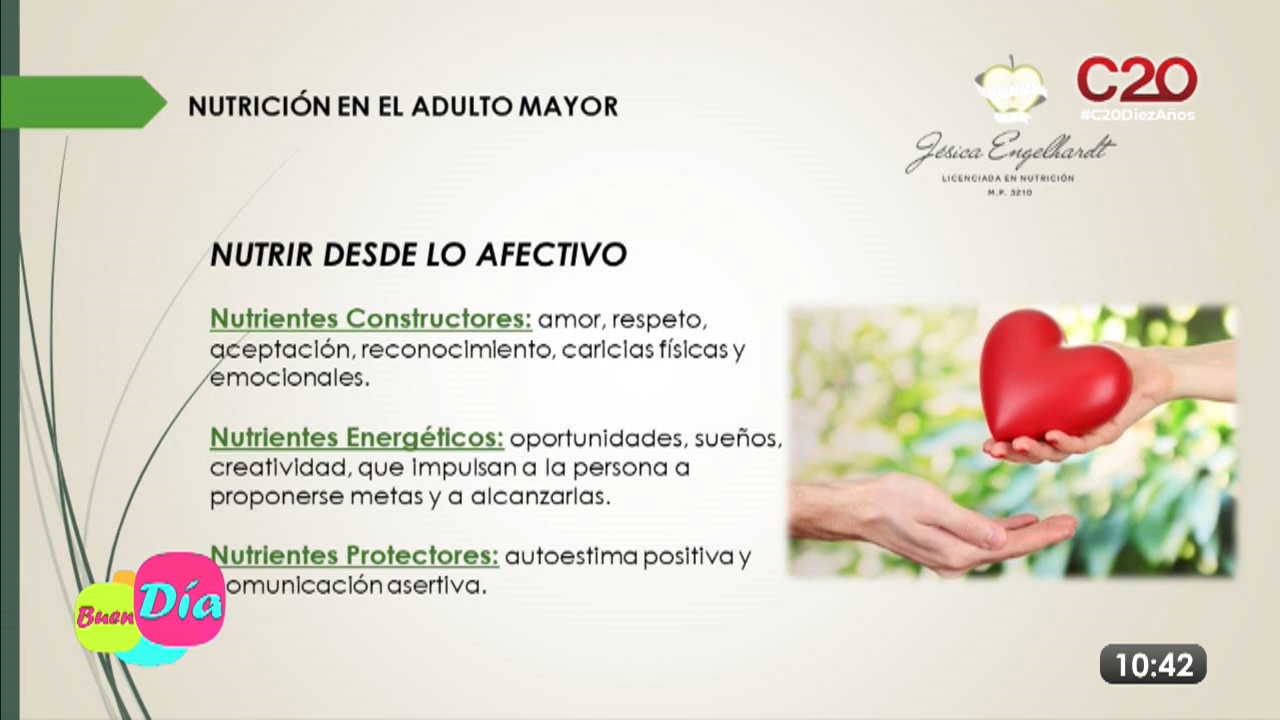 NUTRICIÓN EN EL ADULTO MAYOR
C20
#C20DiezAños
Jesica Engelhardt
LICENCIADA EN NUTRICIÓN
M.P. 3210
NUTRIR DESDE LO AFECTIVO
Nutrientes Constructores: amor, respeto,
aceptación, reconocimiento, caricias físicas y
emocionales.
Nutrientes Energéticos: oportunidades, sueños,
creatividad, que impulsan a la persona a
proponerse metas y a alcanzarlas.
Nutrientes Protectores: autoestima positiva y
omunicación asertiva.
Buen Día
10:42